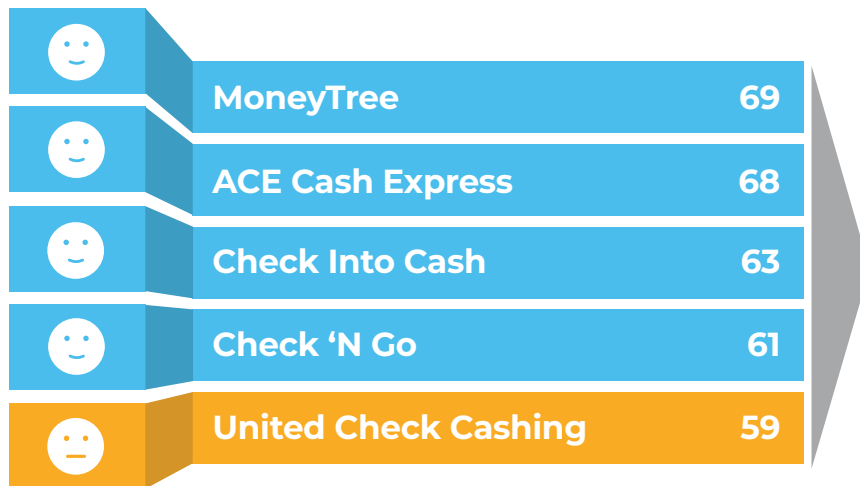 MoneyTree 69
ACE Cash Express 68
Check Into Cash 63
Check ‘N Go 61
United Check Cashing 59